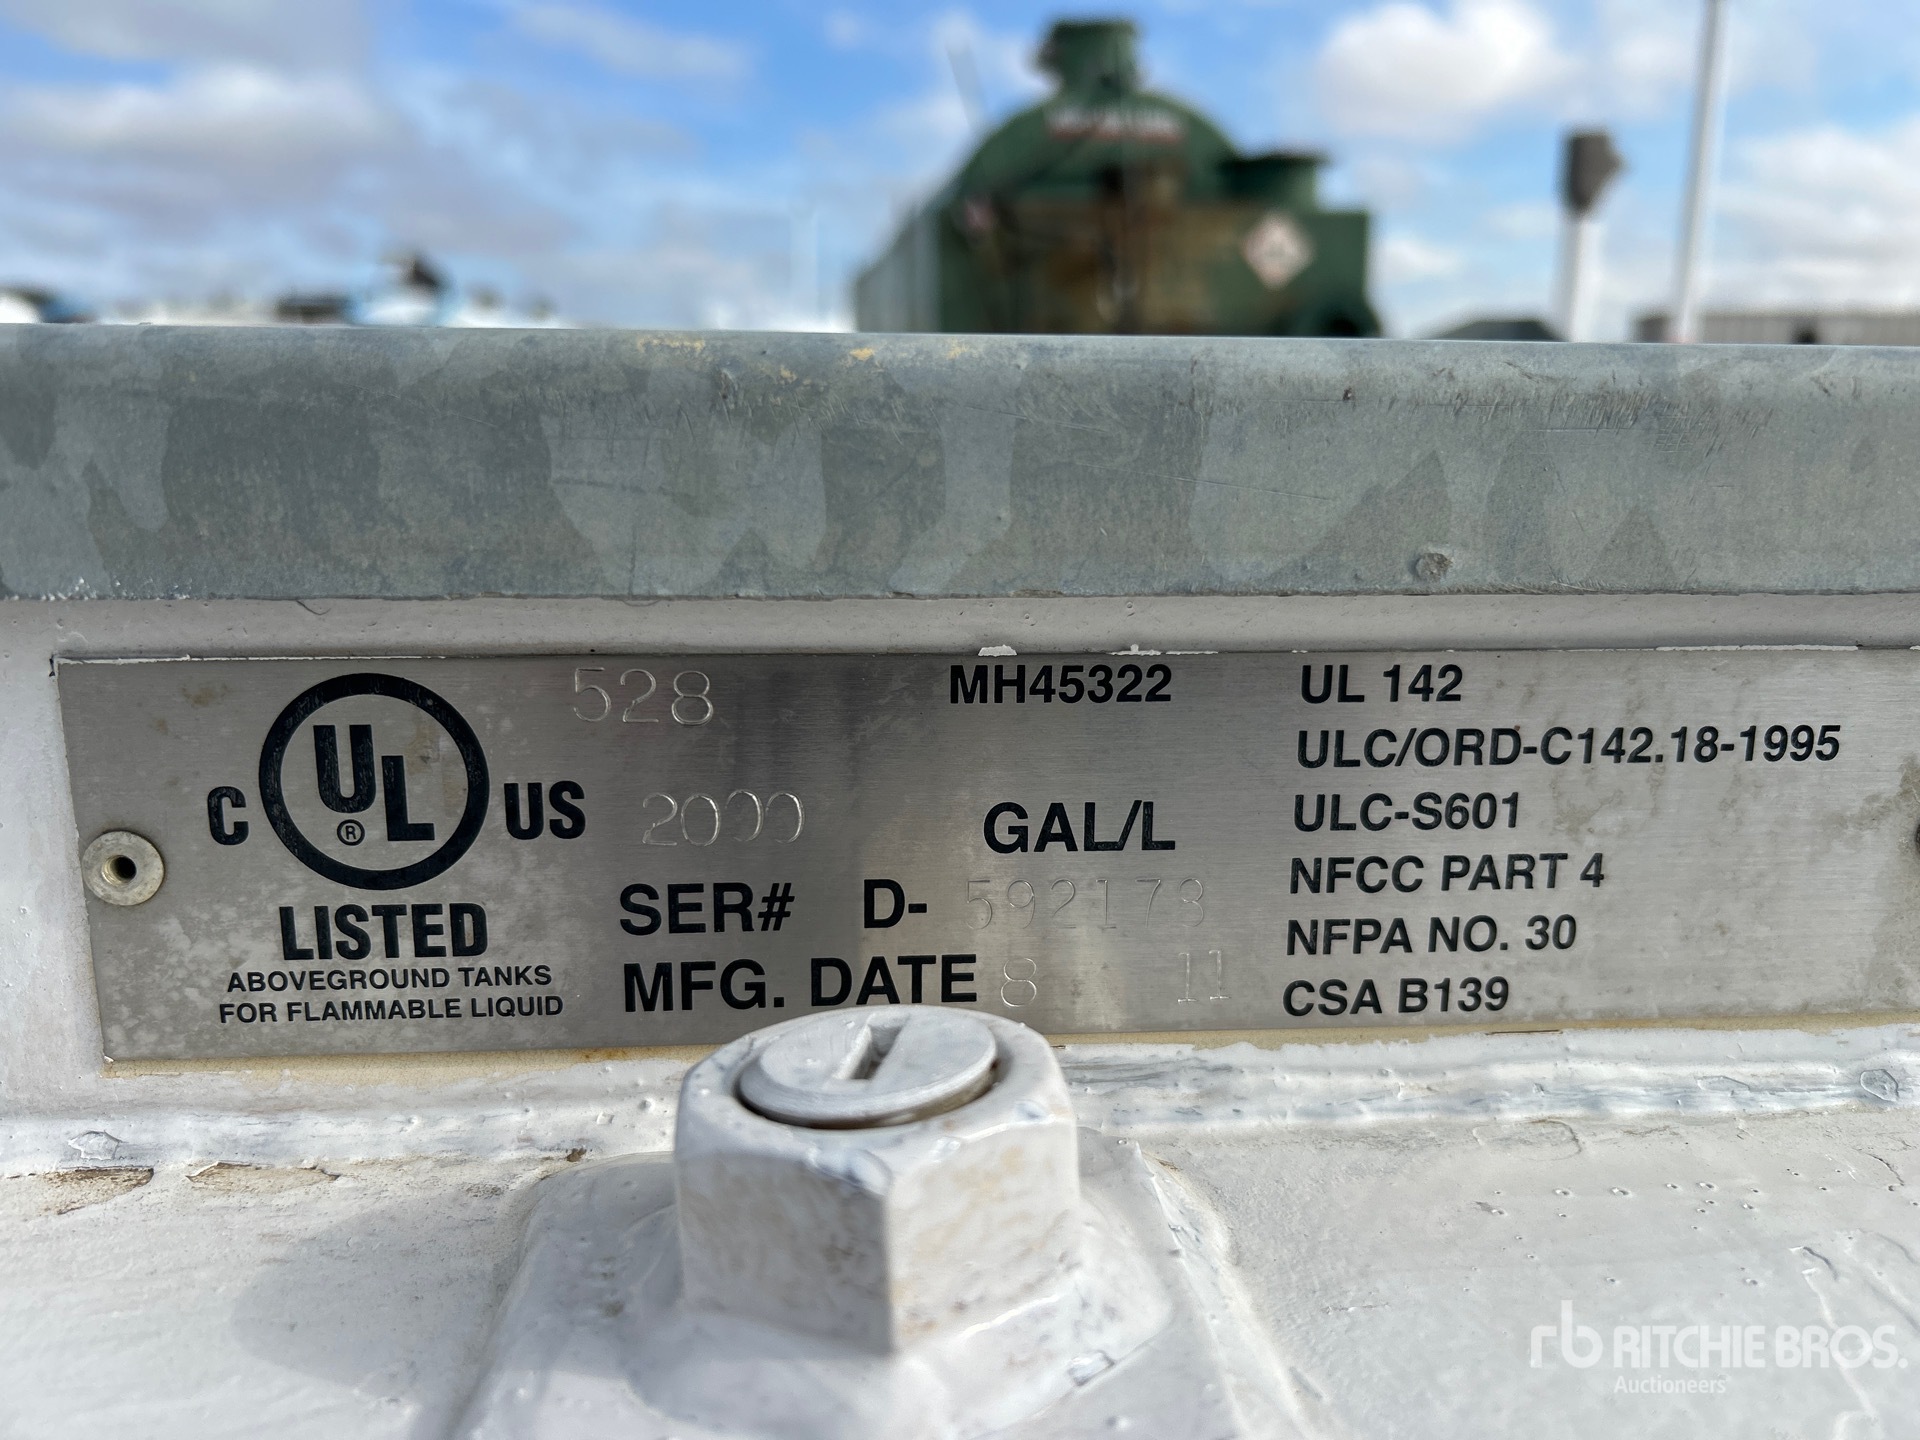 528
MH45322
C UL ® US
2000
GAL/L
LISTED
ABOVEGROUND TANKS
FOR FLAMMABLE LIQUID
SER# D-592173
MFG. DATE 8 11
UL 142
ULC/ORD-C142.18-1995
ULC-S601
NFCC PART 4
NFPA NO. 30
CSA B139
rb RITCHIE BROS.
Auctioneers